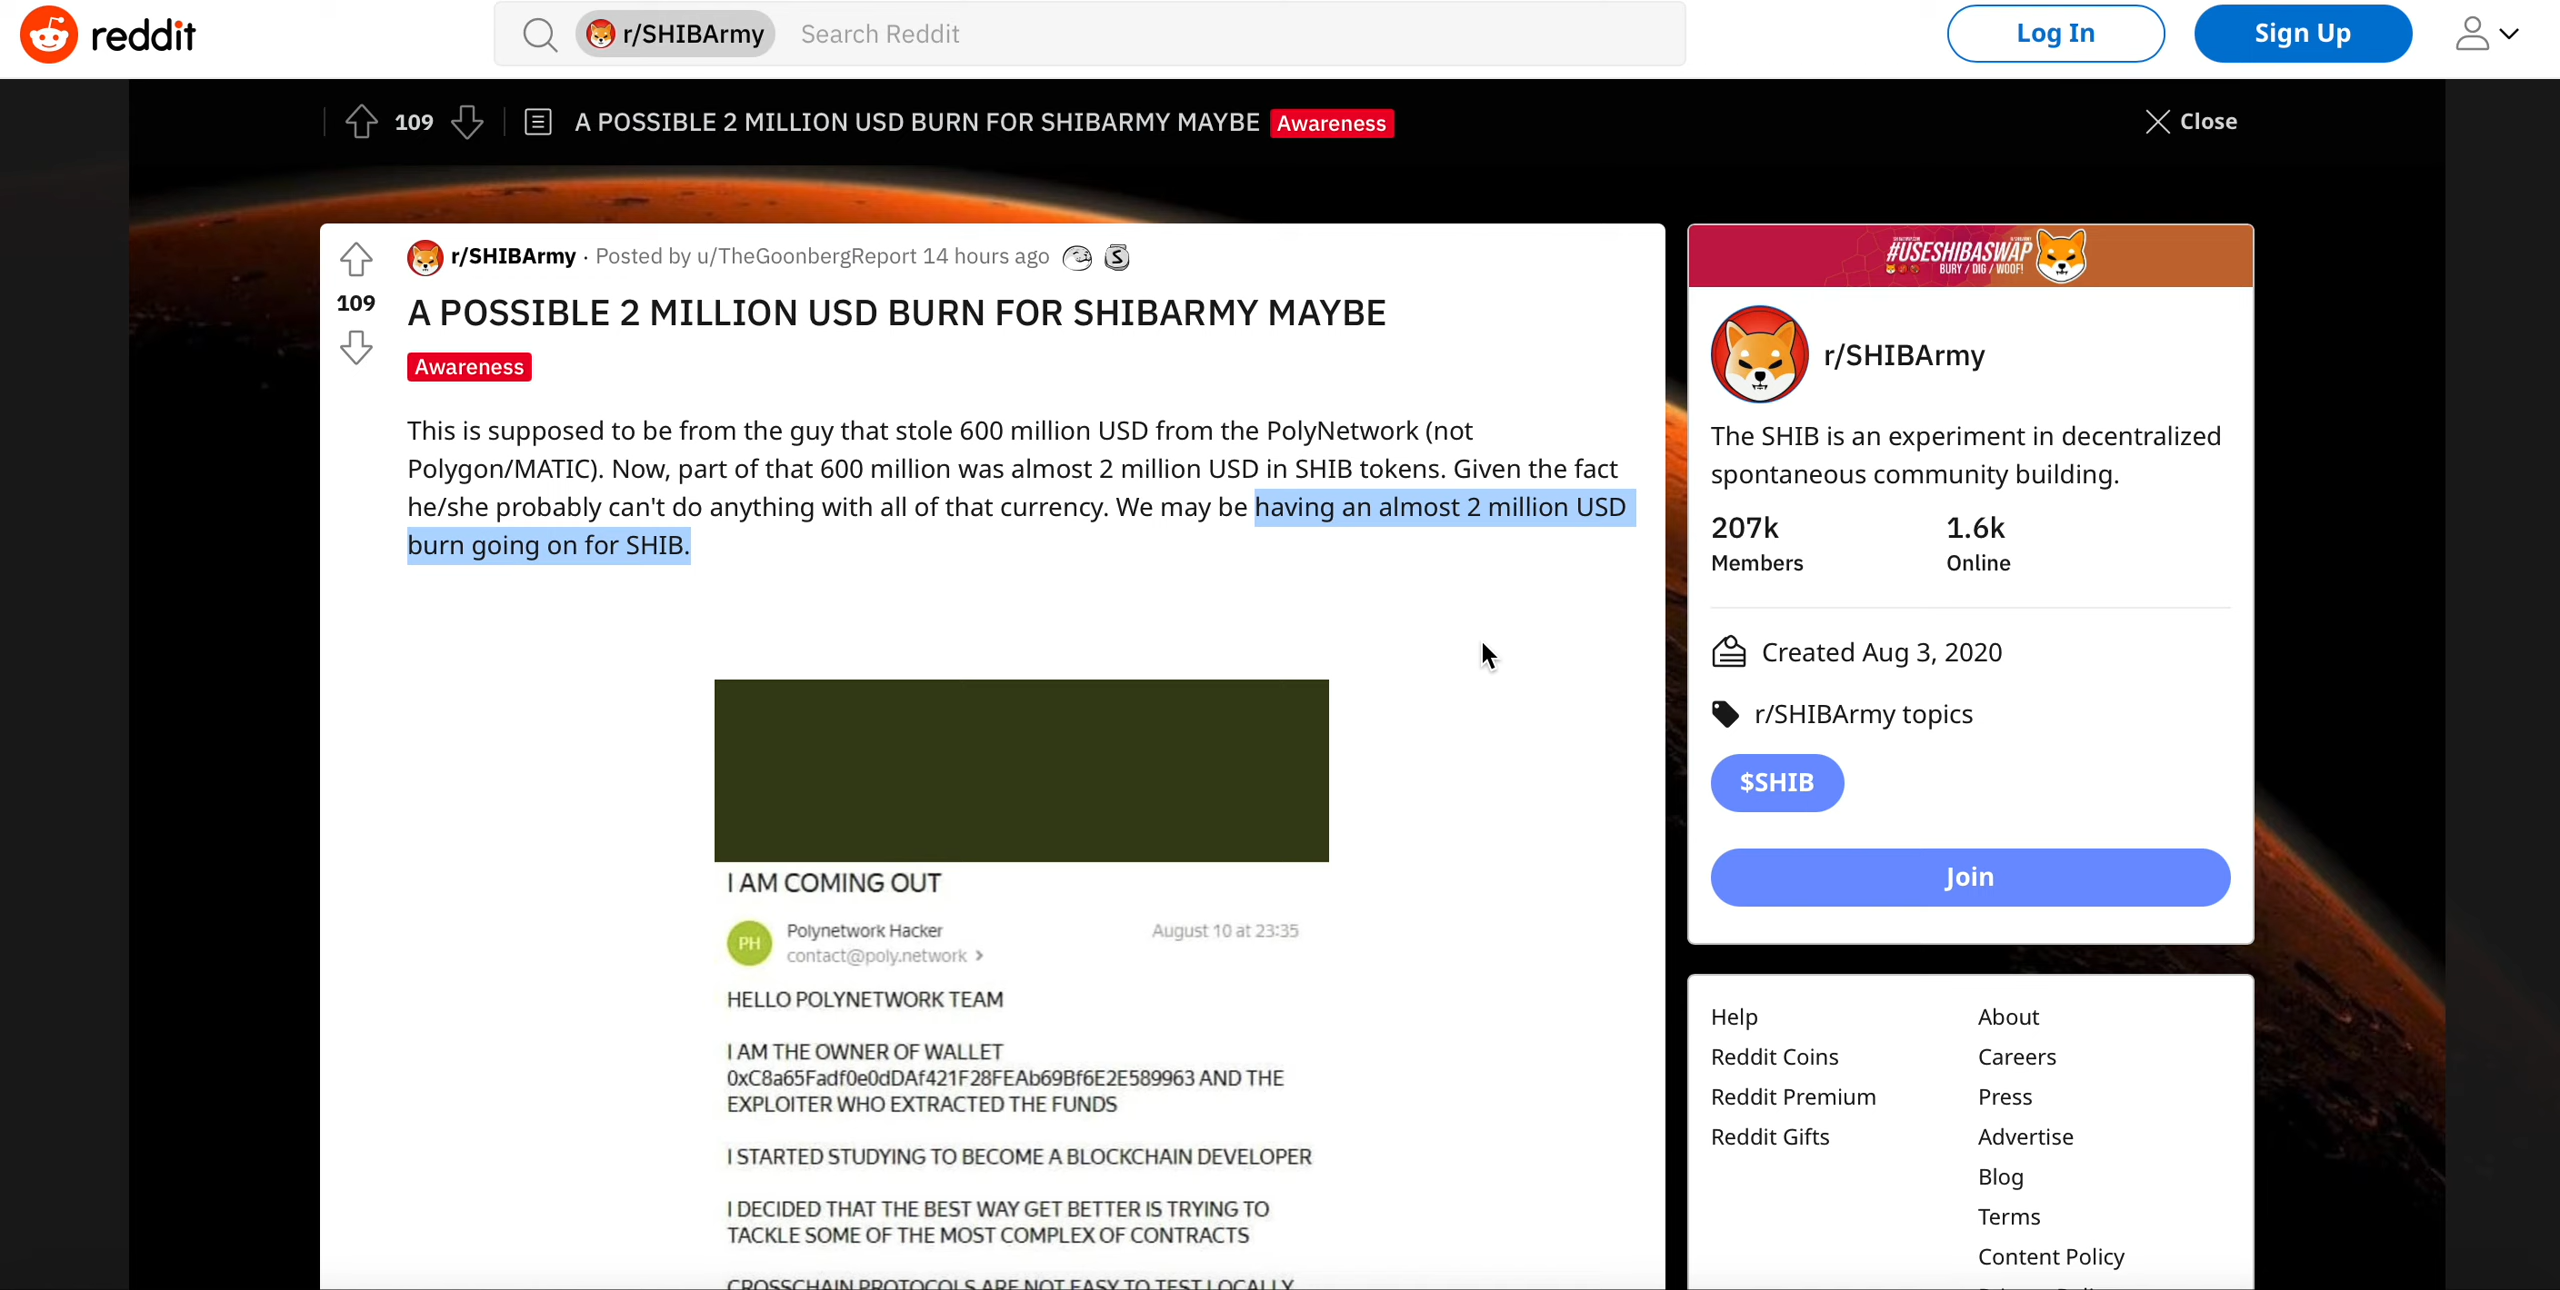 reddit
r/SHIBArmy
Search Reddit
Log In
Sign Up
109
A POSSIBLE 2 MILLION USD BURN FOR SHIBARMY MAYBE Awareness
Close
r/SHIBArmy · Posted by u/TheGoonbergReport 14 hours ago
109
A POSSIBLE 2 MILLION USD BURN FOR SHIBARMY MAYBE
Awareness
This is supposed to be from the guy that stole 600 million USD from the PolyNetwork (not
Polygon/MATIC). Now, part of that 600 million was almost 2 million USD in SHIB tokens. Given the fact
he/she probably can't do anything with all of that currency. We may be having an almost 2 million USD
burn going on for SHIB.
I AM COMING OUT
PH
Polynetwork Hacker
August 10 at 23:35
contact@poly.network >
HELLO POLYNETWORK TEAM
I AM THE OWNER OF WALLET
0xC8a65Fadf0e0dDAf421F28FEAb69Bf6E2E589963 AND THE
EXPLOITER WHO EXTRACTED THE FUNDS
I STARTED STUDYING TO BECOME A BLOCKCHAIN DEVELOPER
I DECIDED THAT THE BEST WAY GET BETTER IS TRYING TO
TACKLE SOME OF THE MOST COMPLEX OF CONTRACTS
CROSSCHAIN PROTOCOLS ARE NOT EASY TO TEST LOCALLY
#USESHIBASWAP
BURY / DIG / WOOF!
r/SHIBArmy
The SHIB is an experiment in decentralized
spontaneous community building.
207k
Members
1.6k
Online
Created Aug 3, 2020
r/SHIBArmy topics
$SHIB
Join
Help
Reddit Coins
Reddit Premium
Reddit Gifts
About
Careers
Press
Advertise
Blog
Terms
Content Policy